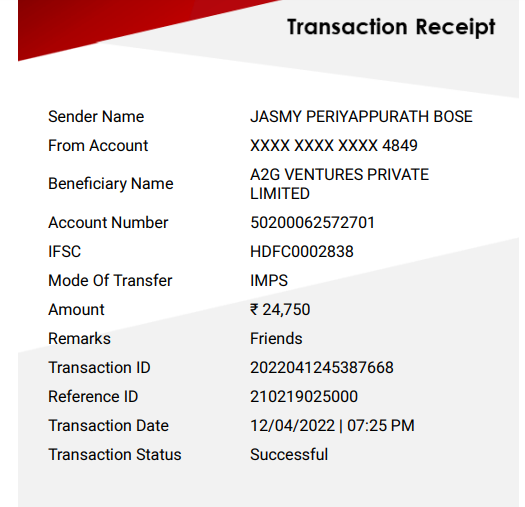 Transaction Receipt
Sender Name JASMY PERIYAPPURATH BOSE
From Account XXXX XXXX XXXX 4849
Beneficiary Name A2G VENTURES PRIVATE
LIMITED
Account Number 50200062572701
IFSC HDFC0002838
Mode Of Transfer IMPS
Amount ₹ 24,750
Remarks Friends
Transaction ID 2022041245387668
Reference ID 210219025000
Transaction Date 12/04/2022 | 07:25 PM
Transaction Status Successful